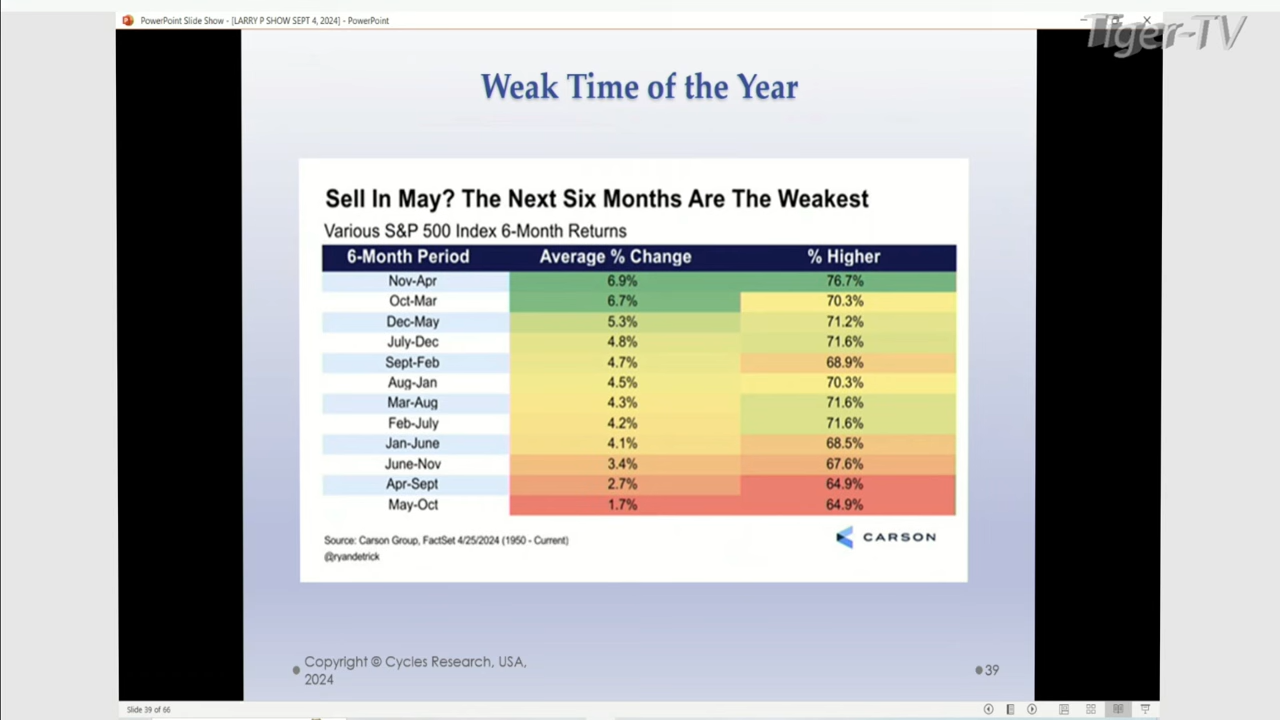 PowerPoint Slide Show - [LARRY P SHOW SEPT 4, 2024] - PowerPoint
Tiger-TV
Weak Time of the Year
Sell In May? The Next Six Months Are The Weakest
Various S&P 500 Index 6-Month Returns
6-Month Period Average % Change % Higher
Nov-Apr 6.9% 76.7%
Oct-Mar 6.7% 70.3%
Dec-May 5.3% 71.2%
July-Dec 4.8% 71.6%
Sept-Feb 4.7% 68.9%
Aug-Jan 4.5% 70.3%
Mar-Aug 4.3% 71.6%
Feb-July 4.2% 71.6%
Jan-June 4.1% 68.5%
June-Nov 3.4% 67.6%
Apr-Sept 2.7% 64.9%
May-Oct 1.7% 64.9%
Source: Carson Group, FactSet 4/25/2024 (1950 - Current)
@ryandetrick
CARSON
Copyright © Cycles Research, USA,
2024
39
Slide 39 of 66